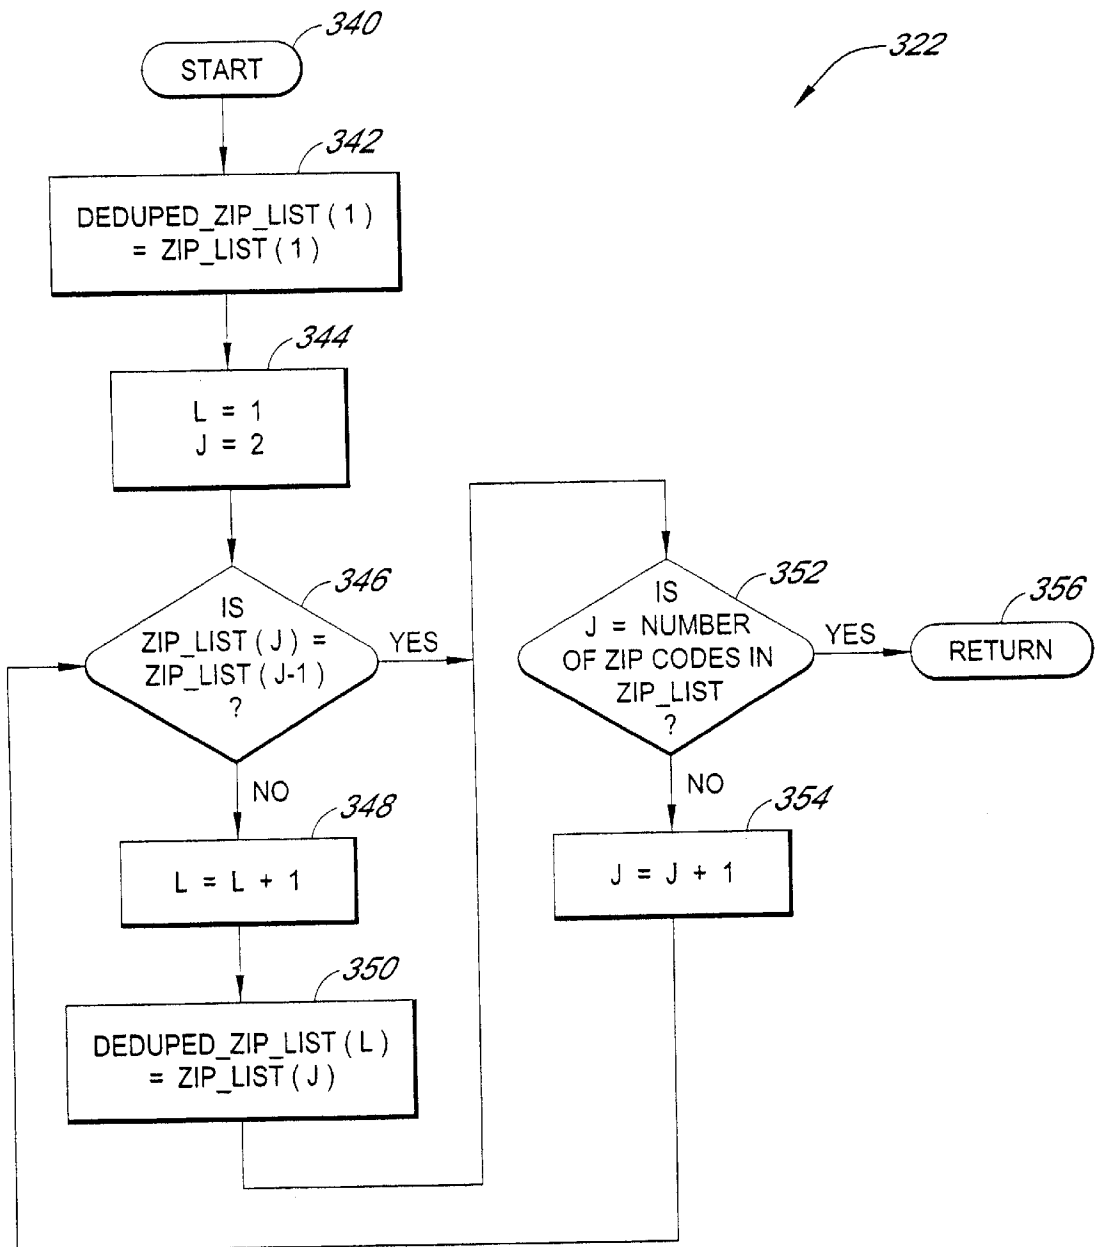 340
START
322
342
DEDUPED_ZIP_LIST ( 1 )
= ZIP_LIST ( 1 )
344
L = 1
J = 2
346
IS
ZIP_LIST ( J ) =
ZIP_LIST ( J-1 )
?
YES
NO
348
L = L + 1
350
DEDUPED_ZIP_LIST ( L )
= ZIP_LIST ( J )
352
IS
J = NUMBER
OF ZIP CODES IN
ZIP_LIST
?
YES
356
RETURN
NO
354
J = J + 1